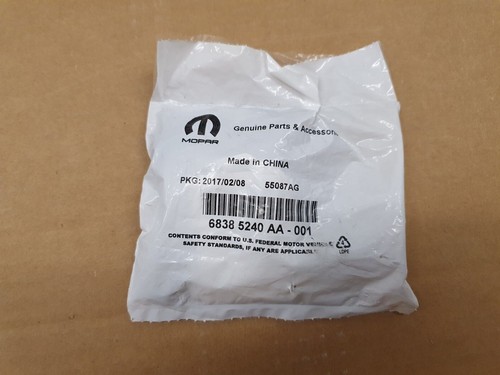 MOPAR
Genuine Parts & Accessori
Made in CHINA
PKG: 2017/02/08 55087AG
6838 5240 AA - 001
CONTENTS CONFORM TO U.S. FEDERAL MOTOR VEHICLE
SAFETY STANDARDS, IF ANY ARE APPLICABLE
LDPE